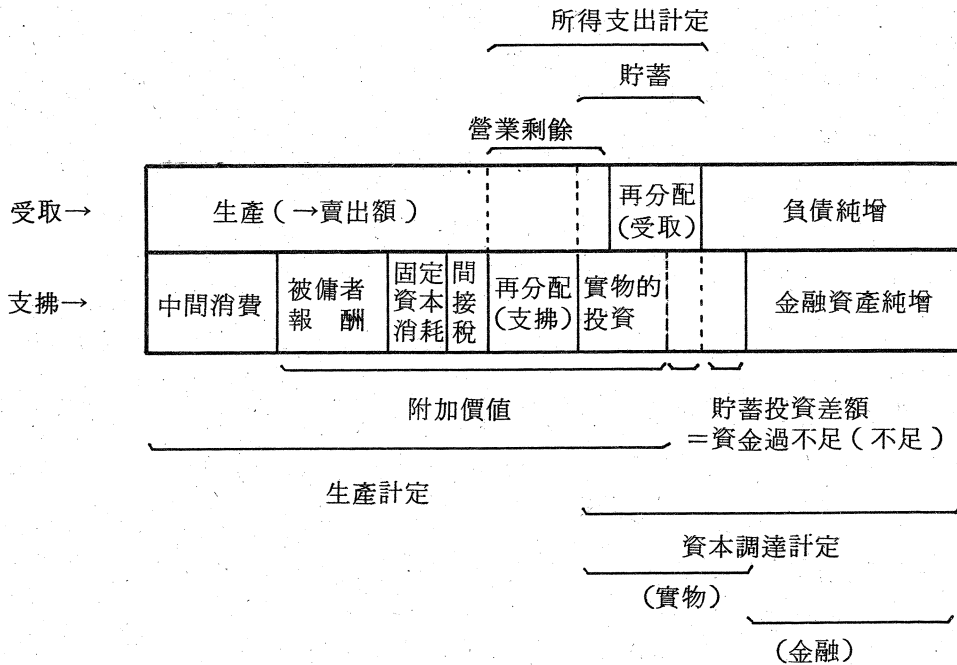 所得支出計定
貯蓄
營業剩餘
受取→
生產（→賣出額）
再分配
(受取)
負債純增
支拂→
中間消費
被傭者
報　酬
固定
資本
消耗
間
接
稅
再分配
(支拂)
實物的
投資
金融資產純增
附加價值
貯蓄投資差額
＝資金過不足（不足）
生產計定
資本調達計定
(實物)
(金融)